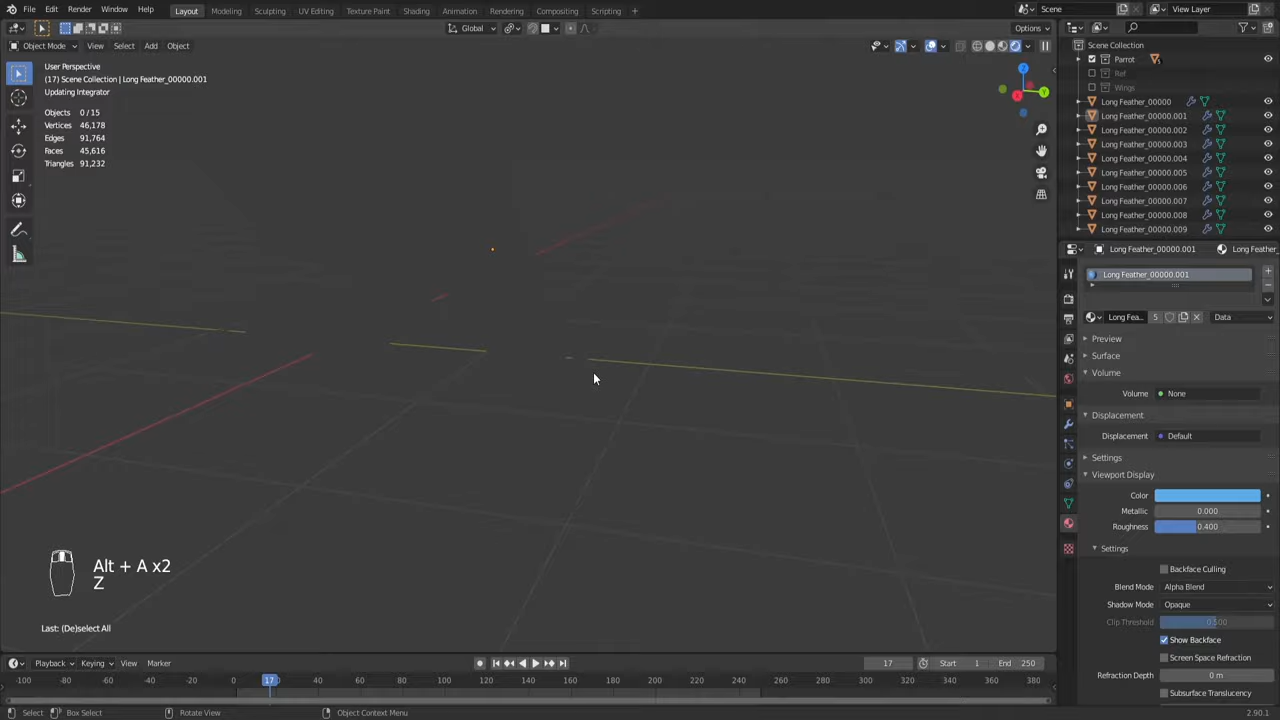 File Edit Render Window Help
Layout Modeling Sculpting UV Editing Texture Paint Shading Animation Rendering Compositing Scripting +
Scene View Layer
Global Options
Object Mode View Select Add Object
User Perspective
(17) Scene Collection | Long Feather_00000.001
Updating Integrator
Objects 0 / 15
Vertices 46,178
Edges 91,764
Faces 45,616
Triangles 91,232
Z
Y
X
Scene Collection
Parrot 5
Ref
Wings
Long Feather_00000
Long Feather_00000.001
Long Feather_00000.002
Long Feather_00000.003
Long Feather_00000.004
Long Feather_00000.005
Long Feather_00000.006
Long Feather_00000.007
Long Feather_00000.008
Long Feather_00000.009
Long Feather_00000.001 Long Feather_
Long Feather_00000.001
Long Fea... 5 Data
Preview
Surface
Volume
Volume None
Displacement
Displacement Default
Settings
Viewport Display
Color
Metallic 0.000
Roughness 0.400
Settings
Backface Culling
Blend Mode Alpha Blend
Shadow Mode Opaque
Clip Threshold 0.500
Show Backface
Screen Space Refraction
Refraction Depth 0 m
Subsurface Translucency
Alt + A x2
Z
Last: (De)select All
Playback Keying View Marker 17 Start 1 End 250
-100 -80 -60 -40 -20 0 17 20 40 60 80 100 120 140 160 180 200 220 240 260 280 300 320 340 360 380
Select Box Select Rotate View Object Context Menu 2.90.1